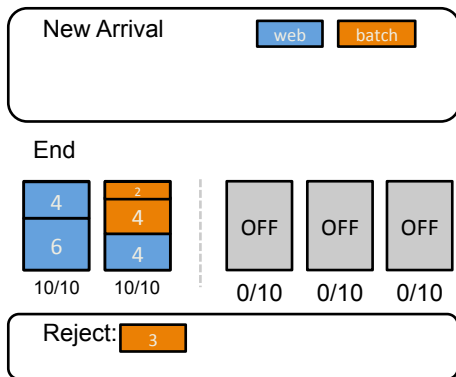 New Arrival web batch
End
4 2
4
6 4
OFF OFF OFF
10/10 10/10 0/10 0/10 0/10
Reject: 3